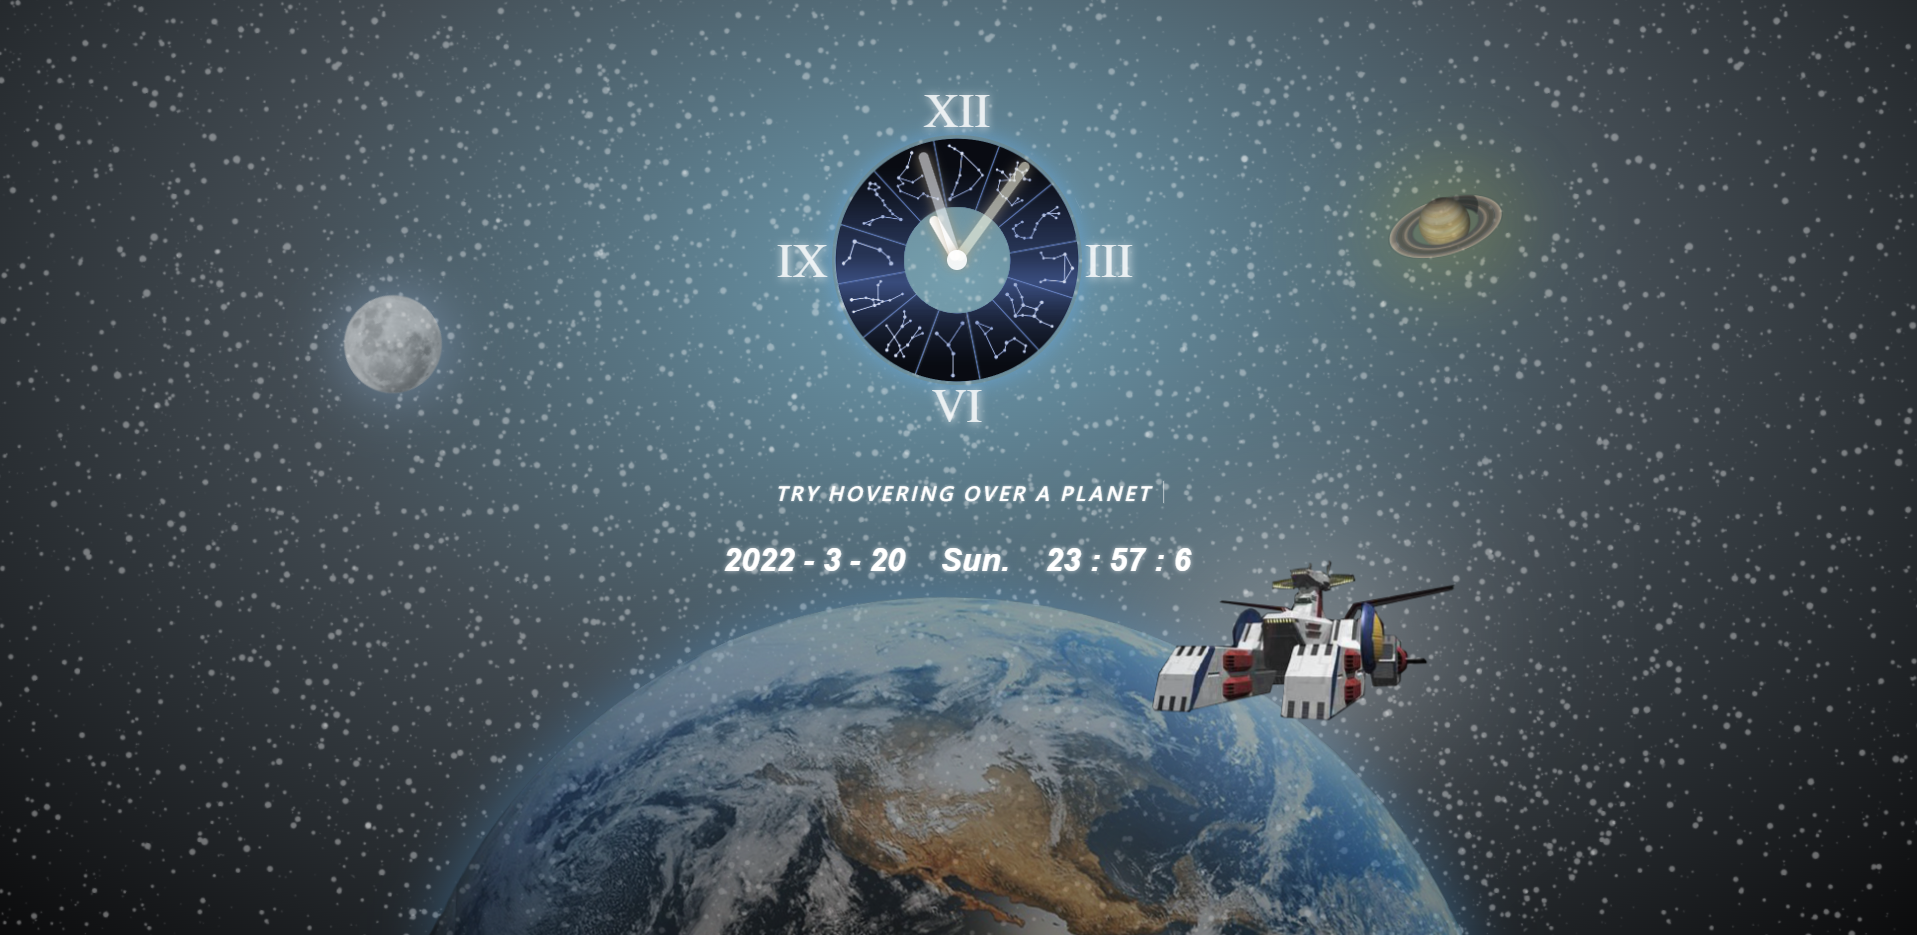 XII
IX III
VI
TRY HOVERING OVER A PLANET
2022 - 3 - 20 Sun. 23 : 57 : 6